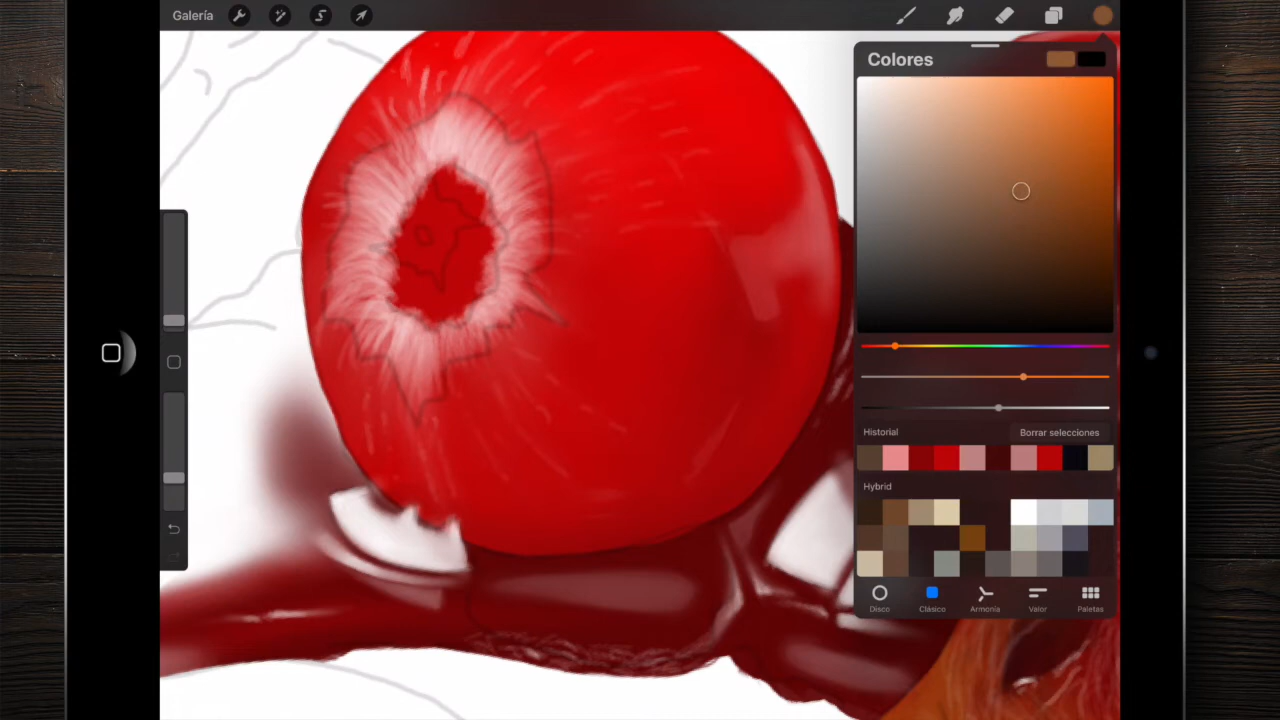 Galería
Colores
Historial
Borrar selecciones
Hybrid
Disco
Clásico
Armonía
Valor
Paletas